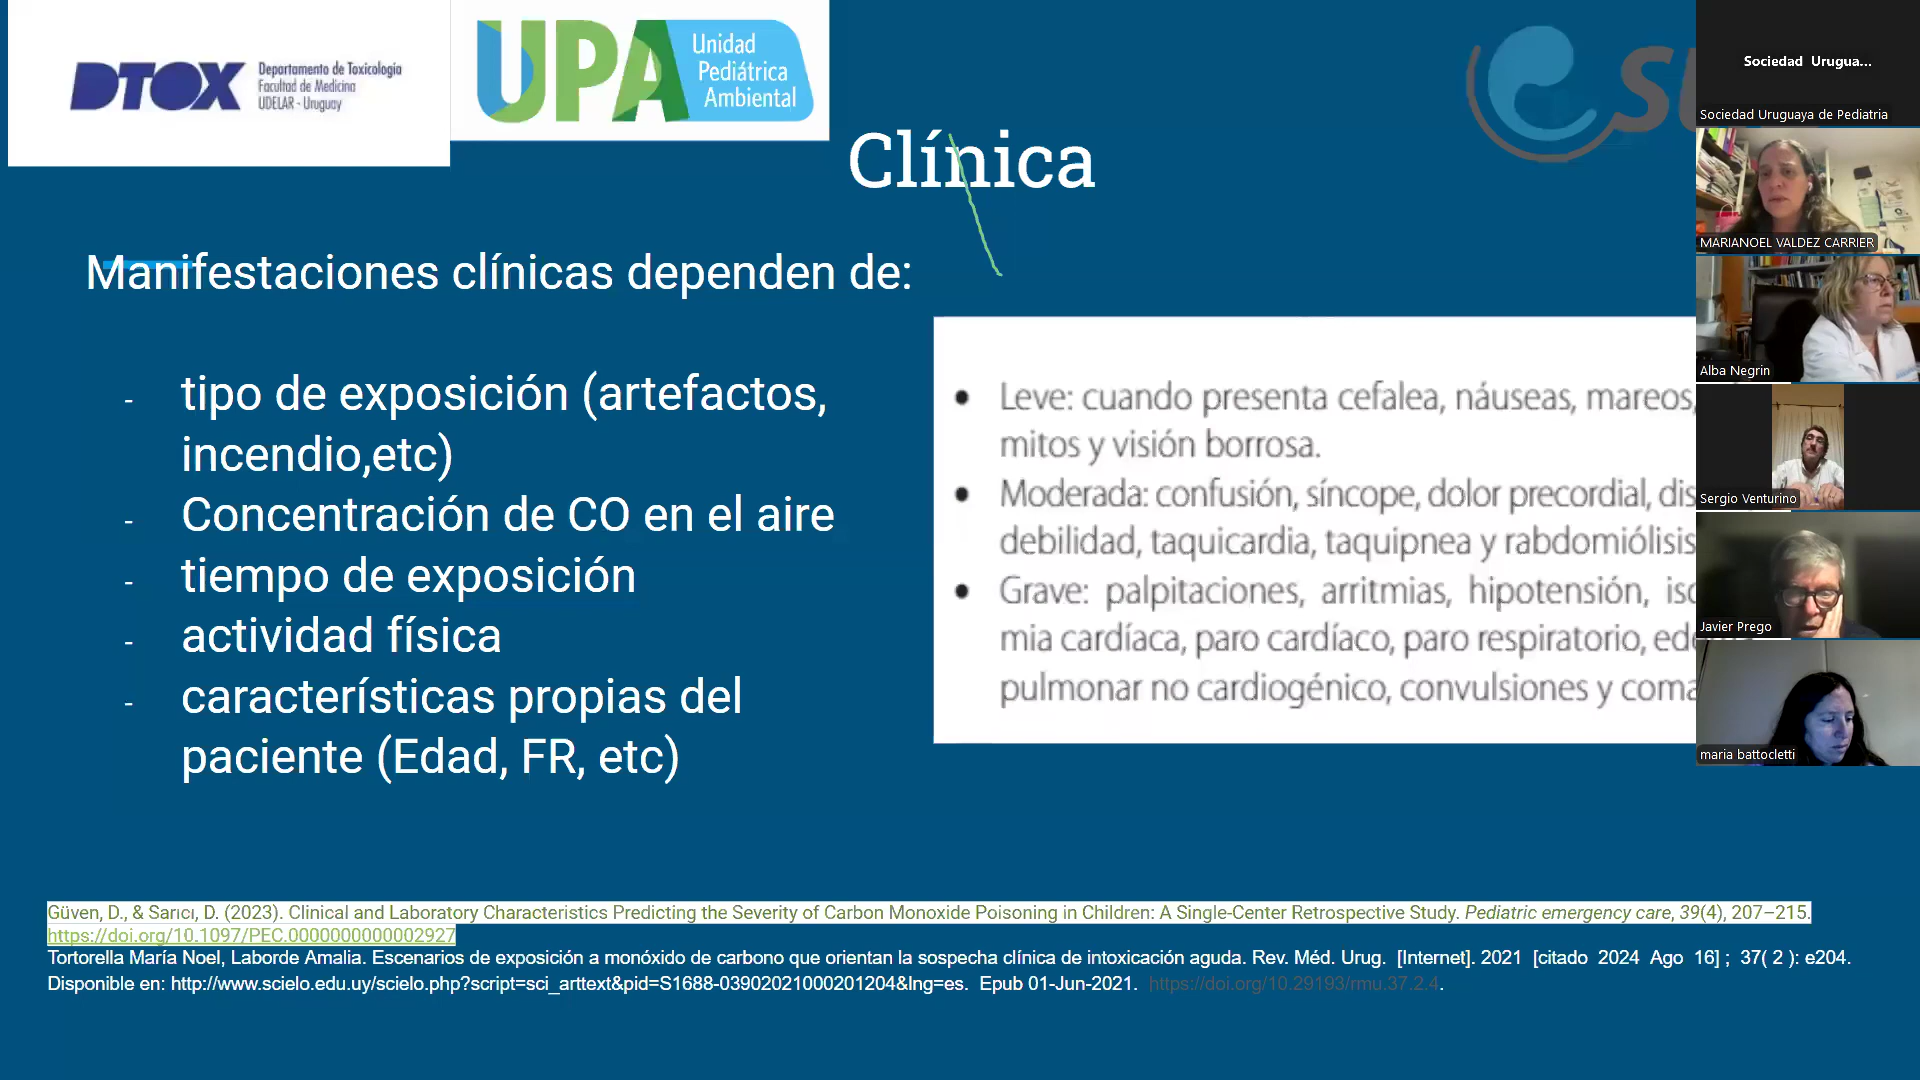 DTOX
Departamento de Toxicología
Facultad de Medicina
UDELAR - Uruguay
UPA
Unidad
Pediátrica
Ambiental
Clínica
Manifestaciones clínicas dependen de:
- tipo de exposición (artefactos,
incendio,etc)
- Concentración de CO en el aire
- tiempo de exposición
- actividad física
- características propias del
paciente (Edad, FR, etc)
• Leve: cuando presenta cefalea, náuseas, mareos,
mitos y visión borrosa.
• Moderada: confusión, síncope, dolor precordial, dis
debilidad, taquicardia, taquipnea y rabdomiólisis
• Grave: palpitaciones, arritmias, hipotensión, isq
mia cardíaca, paro cardíaco, paro respiratorio, ede
pulmonar no cardiogénico, convulsiones y coma
Güven, D., & Sarıcı, D. (2023). Clinical and Laboratory Characteristics Predicting the Severity of Carbon Monoxide Poisoning in Children: A Single-Center Retrospective Study. Pediatric emergency care, 39(4), 207–215.
https://doi.org/10.1097/PEC.0000000000002927
Tortorella María Noel, Laborde Amalia. Escenarios de exposición a monóxido de carbono que orientan la sospecha clínica de intoxicación aguda. Rev. Méd. Urug. [Internet]. 2021 [citado 2024 Ago 16] ; 37( 2 ): e204.
Disponible en: http://www.scielo.edu.uy/scielo.php?script=sci_arttext&pid=S1688-03902021000201204&lng=es. Epub 01-Jun-2021. https://doi.org/10.29193/rmu.37.2.4.
Sociedad Urugua...
Sociedad Uruguaya de Pediatria
MARIANOEL VALDEZ CARRIER
Alba Negrin
Sergio Venturino
Javier Prego
maria battocletti